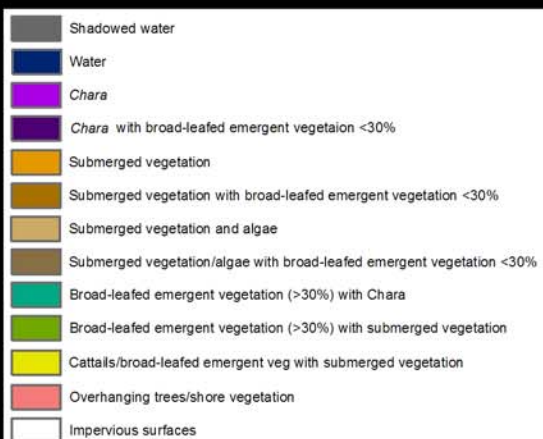 Shadowed water
Water
Chara
Chara with broad-leafed emergent vegetaion <30%
Submerged vegetation
Submerged vegetation with broad-leafed emergent vegetation <30%
Submerged vegetation and algae
Submerged vegetation/algae with broad-leafed emergent vegetation <30%
Broad-leafed emergent vegetation (>30%) with Chara
Broad-leafed emergent vegetation (>30%) with submerged vegetation
Cattails/broad-leafed emergent veg with submerged vegetation
Overhanging trees/shore vegetation
Impervious surfaces